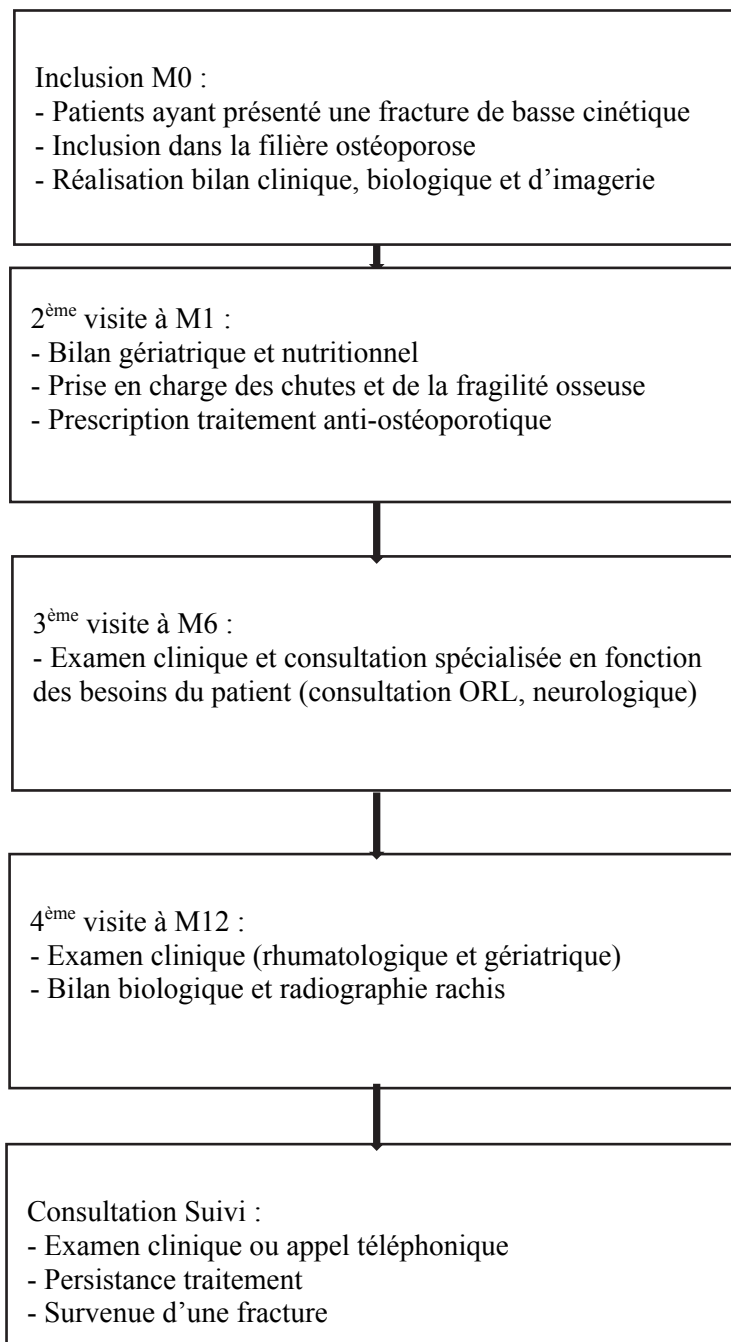 Inclusion M0 :
- Patients ayant présenté une fracture de basse cinétique
- Inclusion dans la filière ostéoporose
- Réalisation bilan clinique, biologique et d’imagerie
2ème visite à M1 :
- Bilan gériatrique et nutritionnel
- Prise en charge des chutes et de la fragilité osseuse
- Prescription traitement anti-ostéoporotique
3ème visite à M6 :
- Examen clinique et consultation spécialisée en fonction
des besoins du patient (consultation ORL, neurologique)
4ème visite à M12 :
- Examen clinique (rhumatologique et gériatrique)
- Bilan biologique et radiographie rachis
Consultation Suivi :
- Examen clinique ou appel téléphonique
- Persistance traitement
- Survenue d’une fracture